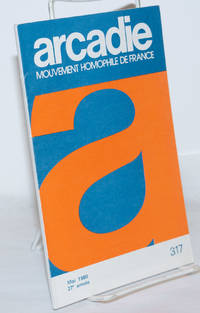 arcadie
MOUVEMENT HOMOPHILE DE FRANCE
a
317
Mai 1980
27e année